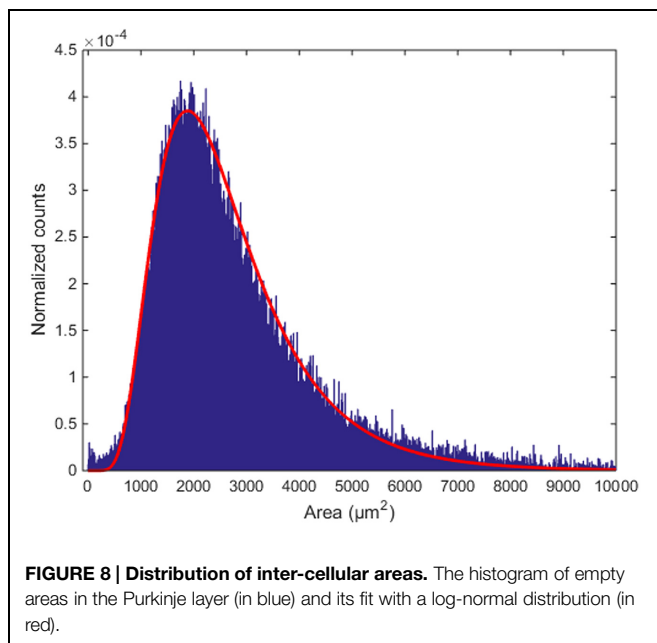 × 10⁻⁴
4.5
4
3.5
3
2.5
2
1.5
1
0.5
0
Normalized counts
0 1000 2000 3000 4000 5000 6000 7000 8000 9000 10000
Area (µm²)
FIGURE 8 | Distribution of inter-cellular areas. The histogram of empty
areas in the Purkinje layer (in blue) and its fit with a log-normal distribution (in
red).